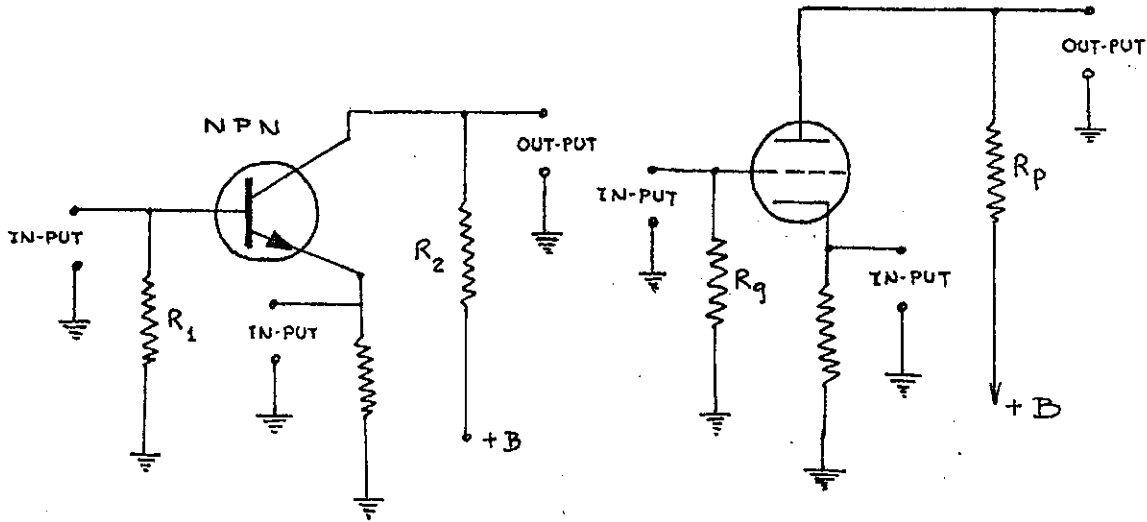 NPN
OUT-PUT
IN-PUT
R1
R2
IN-PUT
+B
OUT-PUT
IN-PUT
Rp
Rg
IN-PUT
+B